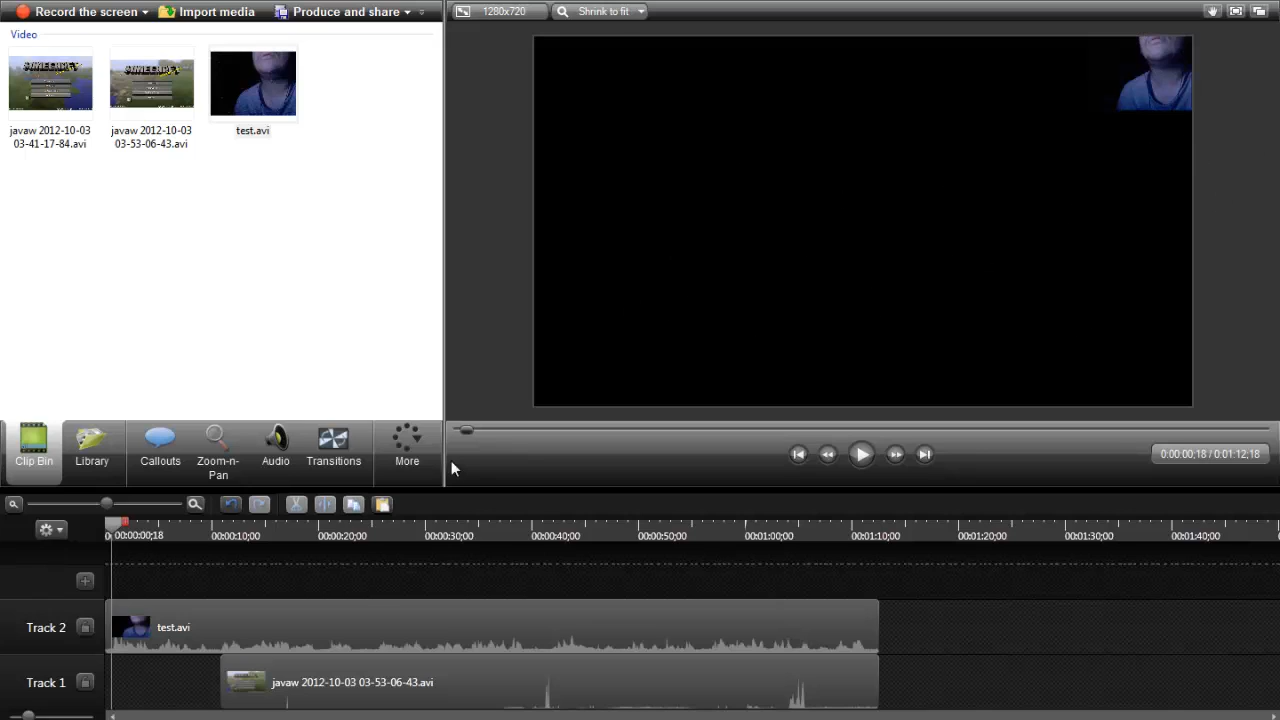 Record the screen Import media Produce and share
1280x720 Shrink to fit
Video
MINECRAFT MINECRAFT
javaw 2012-10-03 03-41-17-84.avi
javaw 2012-10-03 03-53-06-43.avi
test.avi
Clip Bin Library Callouts Zoom-n-Pan Audio Transitions More
0:00:00;18 / 0:01:12;18
00:00:00;18 00:00:10;00 00:00:20;00 00:00:30;00 00:00:40;00 00:00:50;00 00:01:00;00 00:01:10;00 00:01:20;00 00:01:30;00 00:01:40;00
Track 2 test.avi
Track 1 javaw 2012-10-03 03-53-06-43.avi